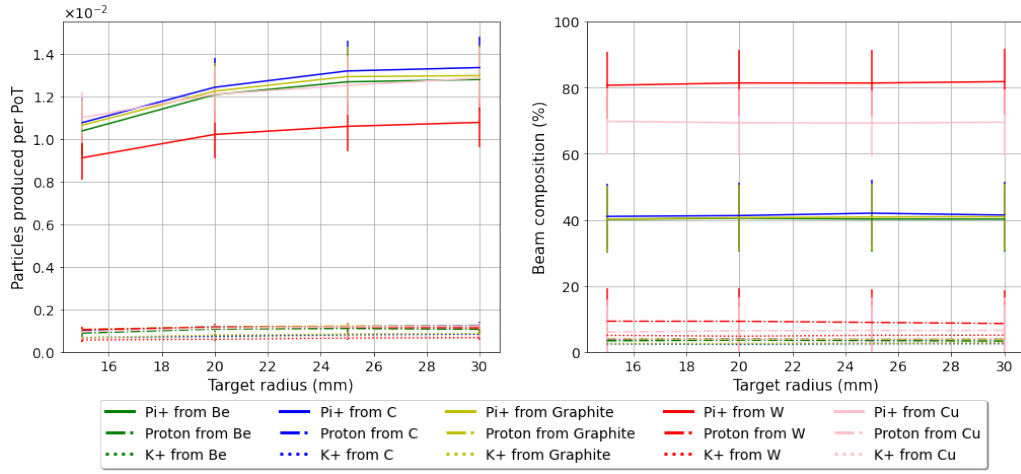 ×10⁻²
1.4
1.2
1.0
0.8
0.6
0.4
0.2
0.0
Particles produced per PoT
16 18 20 22 24 26 28 30
Target radius (mm)
100
80
60
40
20
0
Beam composition (%)
16 18 20 22 24 26 28 30
Target radius (mm)
Pi+ from Be Pi+ from C Pi+ from Graphite Pi+ from W Pi+ from Cu
Proton from Be Proton from C Proton from Graphite Proton from W Proton from Cu
K+ from Be K+ from C K+ from Graphite K+ from W K+ from Cu